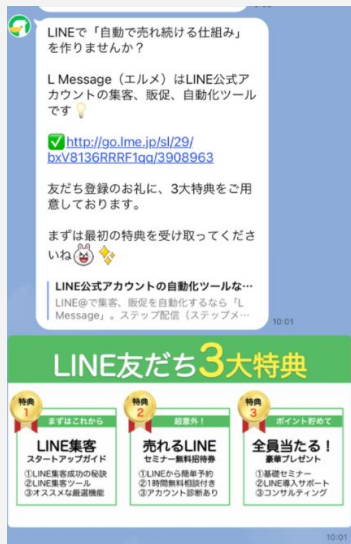 LINEで「自動で売れ続ける仕組み」
を作りませんか？
L Message（エルメ）はLINE公式ア
カウントの集客、販促、自動化ツール
です
http://go.lme.jp/sl/29/
bxV8136RRRF1qq/3908963
友だち登録のお礼に、3大特典をご用
意しております。
まずは最初の特典を受け取ってくださ
いね
LINE公式アカウントの自動化ツールな…
LINE@で集客、販促を自動化するなら「L
Message」。ステップ配信（ステップメ…
10:01
LINE友だち3大特典
特典
1
まずはこれから
LINE集客
スタートアップガイド
①LINE集客成功の秘訣
②LINE集客ツール
③オススメな厳選機能
特典
2
超意外！
売れるLINE
セミナー無料招待券
①LINEから簡単予約
②1時間無料相談付き
③アカウント診断あり
特典
3
ポイント貯めて
全員当たる！
豪華プレゼント
①基礎セミナー
②LINE導入サポート
③コンサルティング
10:01